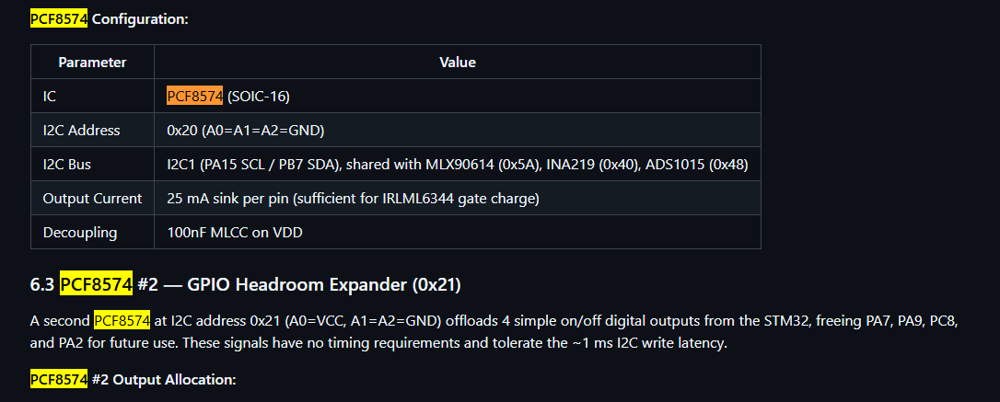 PCF8574 Configuration:
Parameter Value
IC PCF8574 (SOIC-16)
I2C Address 0x20 (A0=A1=A2=GND)
I2C Bus I2C1 (PA15 SCL / PB7 SDA), shared with MLX90614 (0x5A), INA219 (0x40), ADS1015 (0x48)
Output Current 25 mA sink per pin (sufficient for IRLML6344 gate charge)
Decoupling 100nF MLCC on VDD
6.3 PCF8574 #2 — GPIO Headroom Expander (0x21)
A second PCF8574 at I2C address 0x21 (A0=VCC, A1=A2=GND) offloads 4 simple on/off digital outputs from the STM32, freeing PA7, PA9, PC8,
and PA2 for future use. These signals have no timing requirements and tolerate the ~1 ms I2C write latency.
PCF8574 #2 Output Allocation: